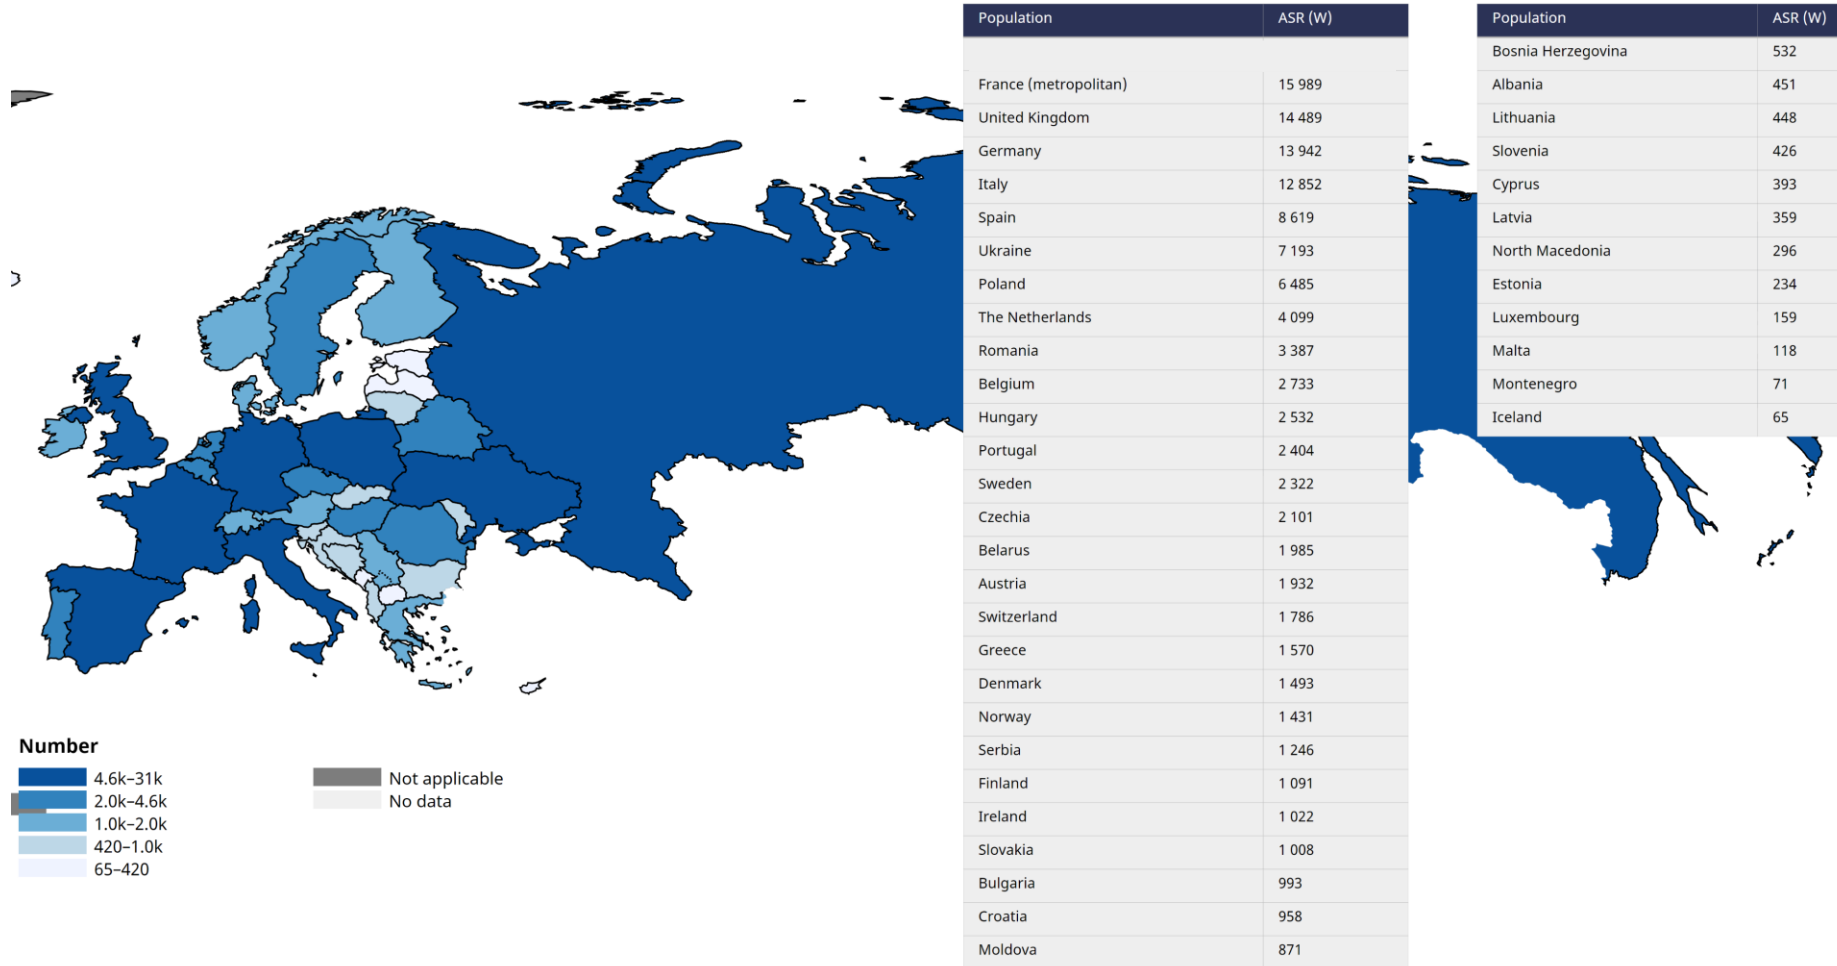 Population ASR (W)
France (metropolitan) 15 989
United Kingdom 14 489
Germany 13 942
Italy 12 852
Spain 8 619
Ukraine 7 193
Poland 6 485
The Netherlands 4 099
Romania 3 387
Belgium 2 733
Hungary 2 532
Portugal 2 404
Sweden 2 322
Czechia 2 101
Belarus 1 985
Austria 1 932
Switzerland 1 786
Greece 1 570
Denmark 1 493
Norway 1 431
Serbia 1 246
Finland 1 091
Ireland 1 022
Slovakia 1 008
Bulgaria 993
Croatia 958
Moldova 871
Population ASR (W)
Bosnia Herzegovina 532
Albania 451
Lithuania 448
Slovenia 426
Cyprus 393
Latvia 359
North Macedonia 296
Estonia 234
Luxembourg 159
Malta 118
Montenegro 71
Iceland 65
Number
4.6k–31k
2.0k–4.6k
1.0k–2.0k
420–1.0k
65–420
Not applicable
No data